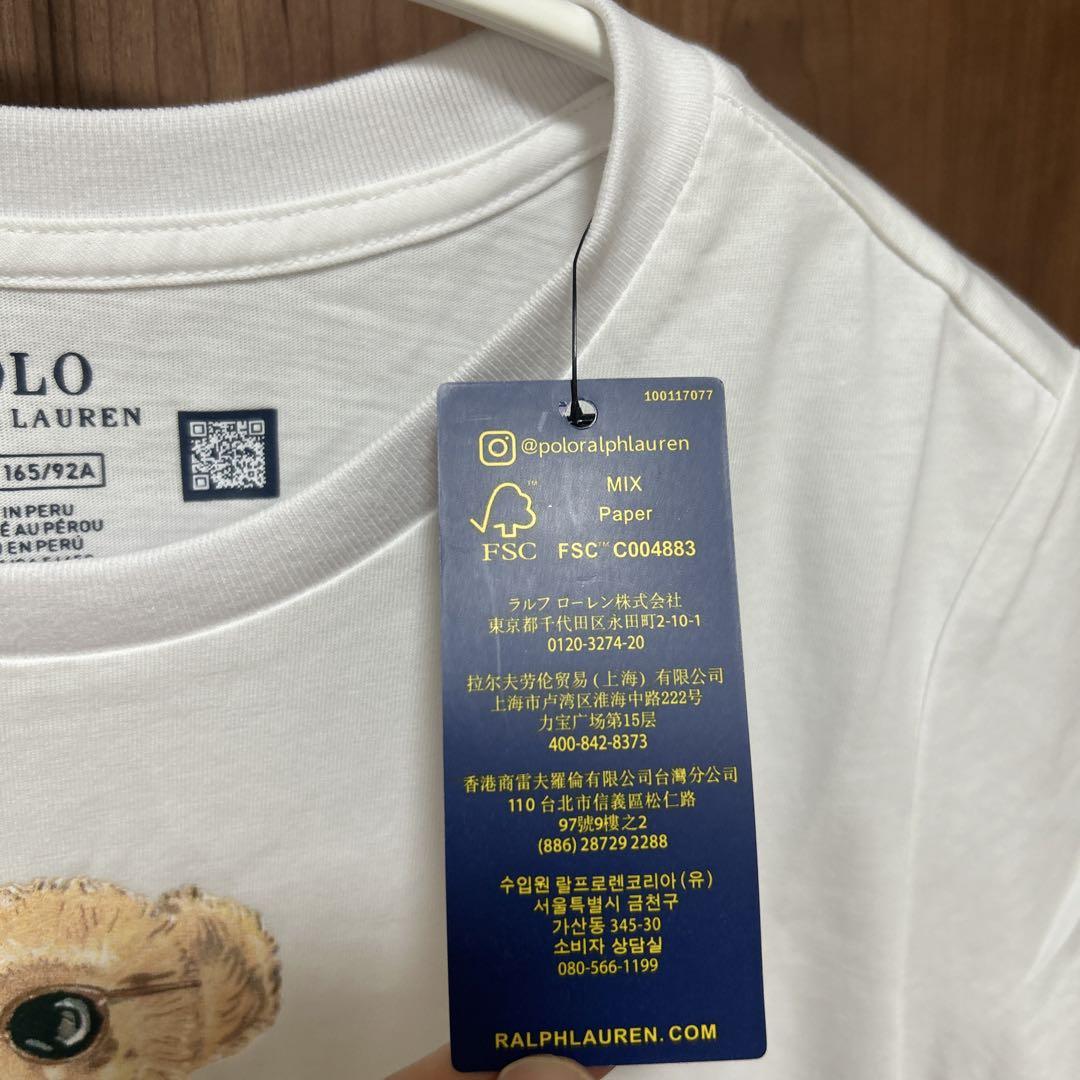 OLO
LAUREN
165/92A
IN PERU
É AU PÉROU
EN PERÚ
100117077
@poloralphlauren
MIX
Paper
FSC™ C004883
™
FSC
ラルフ ローレン株式会社
東京都千代田区永田町2-10-1
0120-3274-20
拉尔夫劳伦贸易(上海) 有限公司
上海市卢湾区淮海中路222号
力宝广场第15层
400-842-8373
香港商雷夫羅倫有限公司台灣分公司
110 台北市信義區松仁路
97號9樓之2
(886) 28729 2288
수입원 랄프로렌코리아(유)
서울특별시 금천구
가산동 345-30
소비자 상담실
080-566-1199
RALPHLAUREN.COM